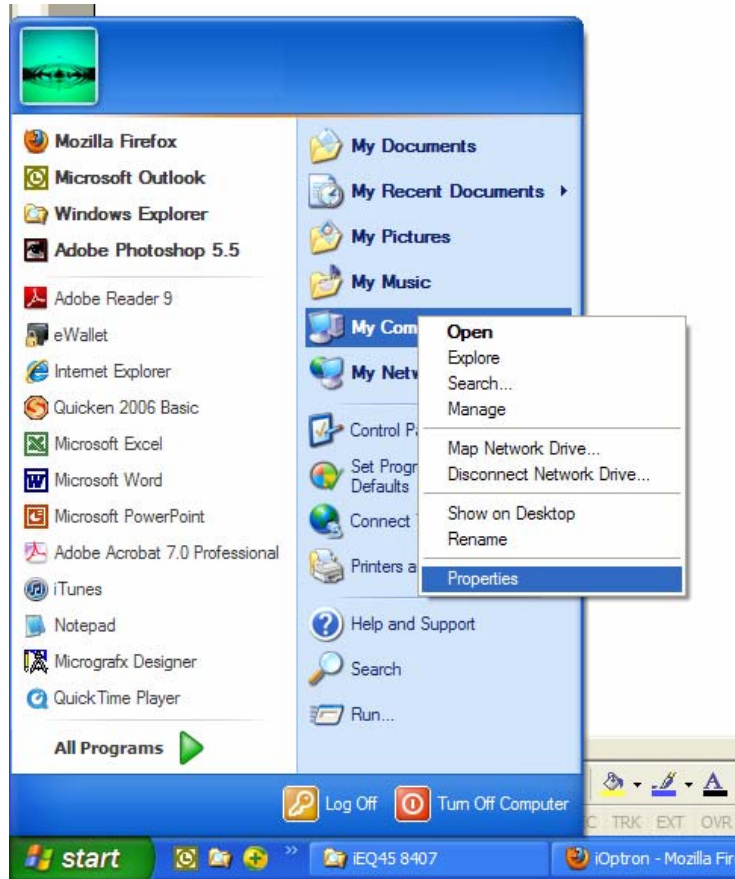 Mozilla Firefox
Microsoft Outlook
Windows Explorer
Adobe Photoshop 5.5
Adobe Reader 9
eWallet
Internet Explorer
Quicken 2006 Basic
Microsoft Excel
Microsoft Word
Microsoft PowerPoint
Adobe Acrobat 7.0 Professional
iTunes
Notepad
Micrografx Designer
QuickTime Player
All Programs
My Documents
My Recent Documents
My Pictures
My Music
My Com
My Netw
Control P
Set Progr
Defaults
Connect
Printers a
Help and Support
Search
Run...
Open
Explore
Search...
Manage
Map Network Drive...
Disconnect Network Drive...
Show on Desktop
Rename
Properties
Log Off
Turn Off Computer
A
C TRK EXT OVR
start
iEQ45 8407
iOptron - Mozilla Fir